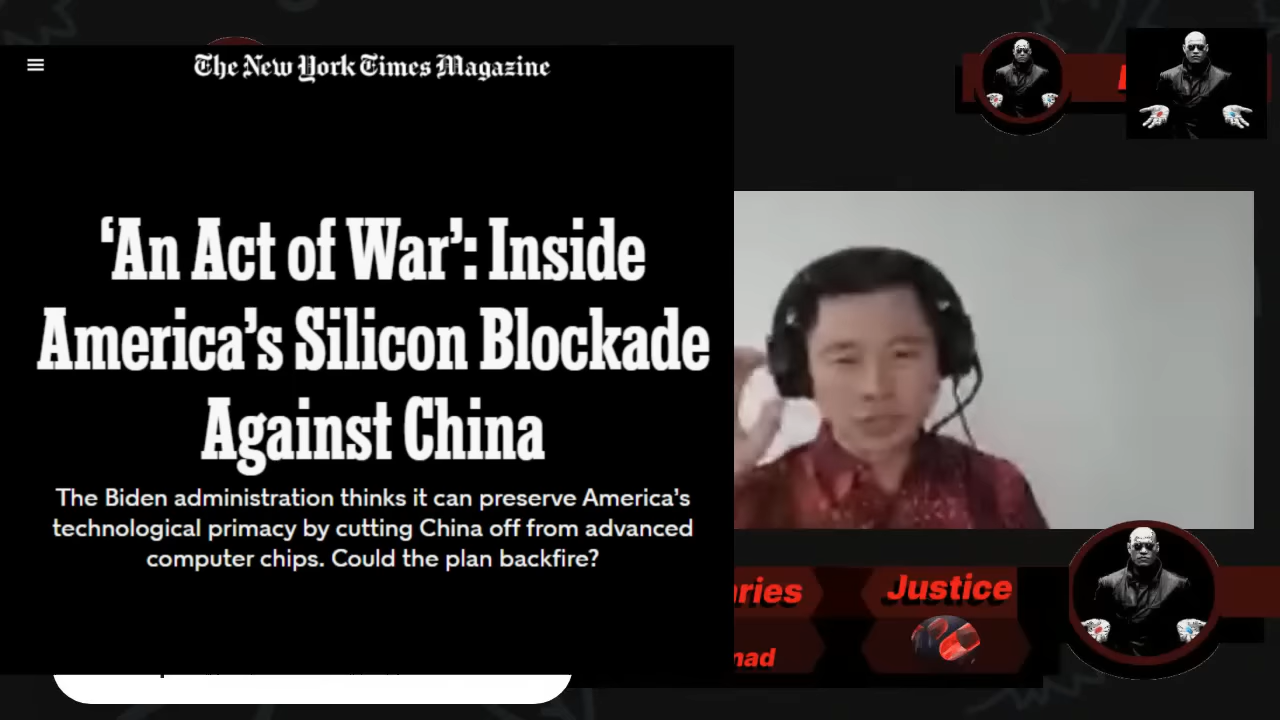 The New York Times Magazine
‘An Act of War’: Inside
America’s Silicon Blockade
Against China
The Biden administration thinks it can preserve America’s
technological primacy by cutting China off from advanced
computer chips. Could the plan backfire?
Justice